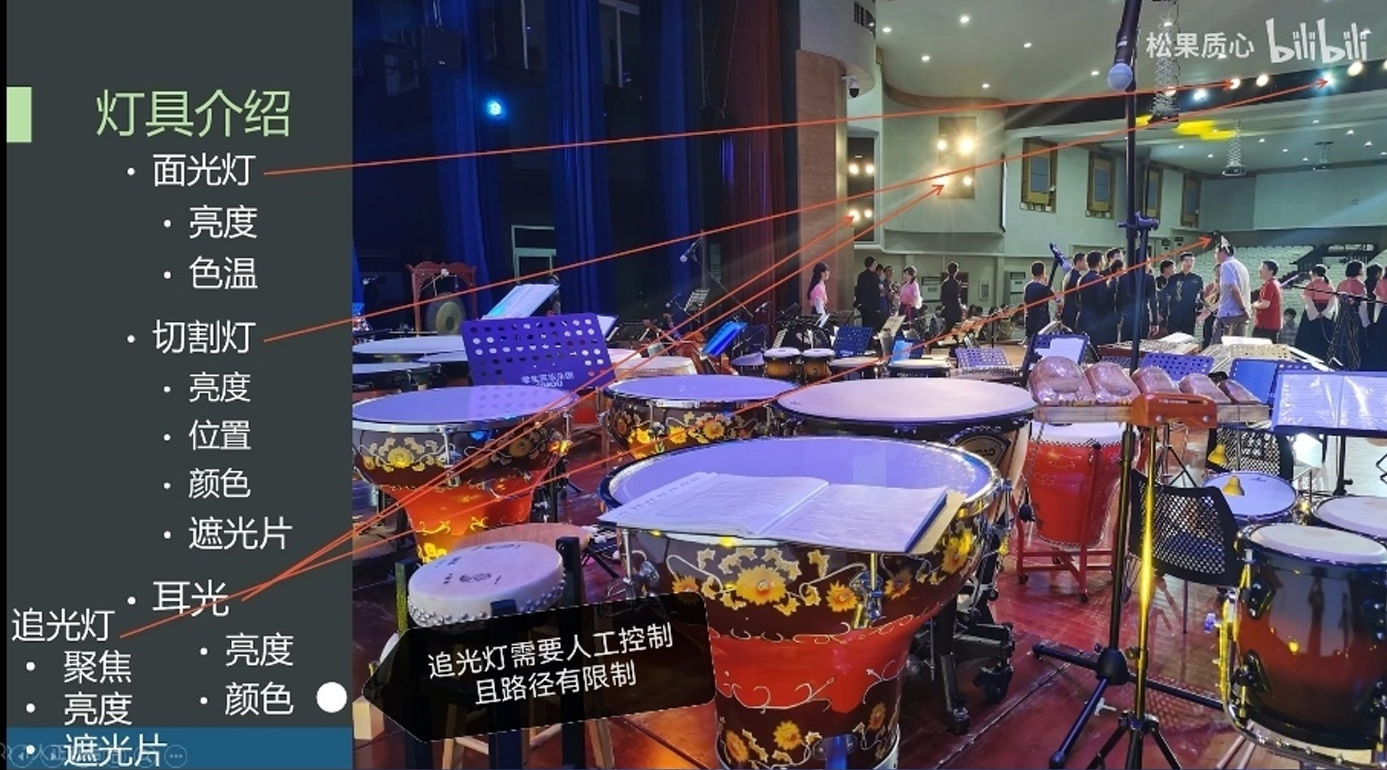 松果质心 bilibili
灯具介绍
• 面光灯
• 亮度
• 色温
• 切割灯
• 亮度
• 位置
• 颜色
• 遮光片
• 耳光
• 亮度
• 颜色
追光灯
• 聚焦
• 亮度
• 遮光片
追光灯需要人工控制
且路径有限制